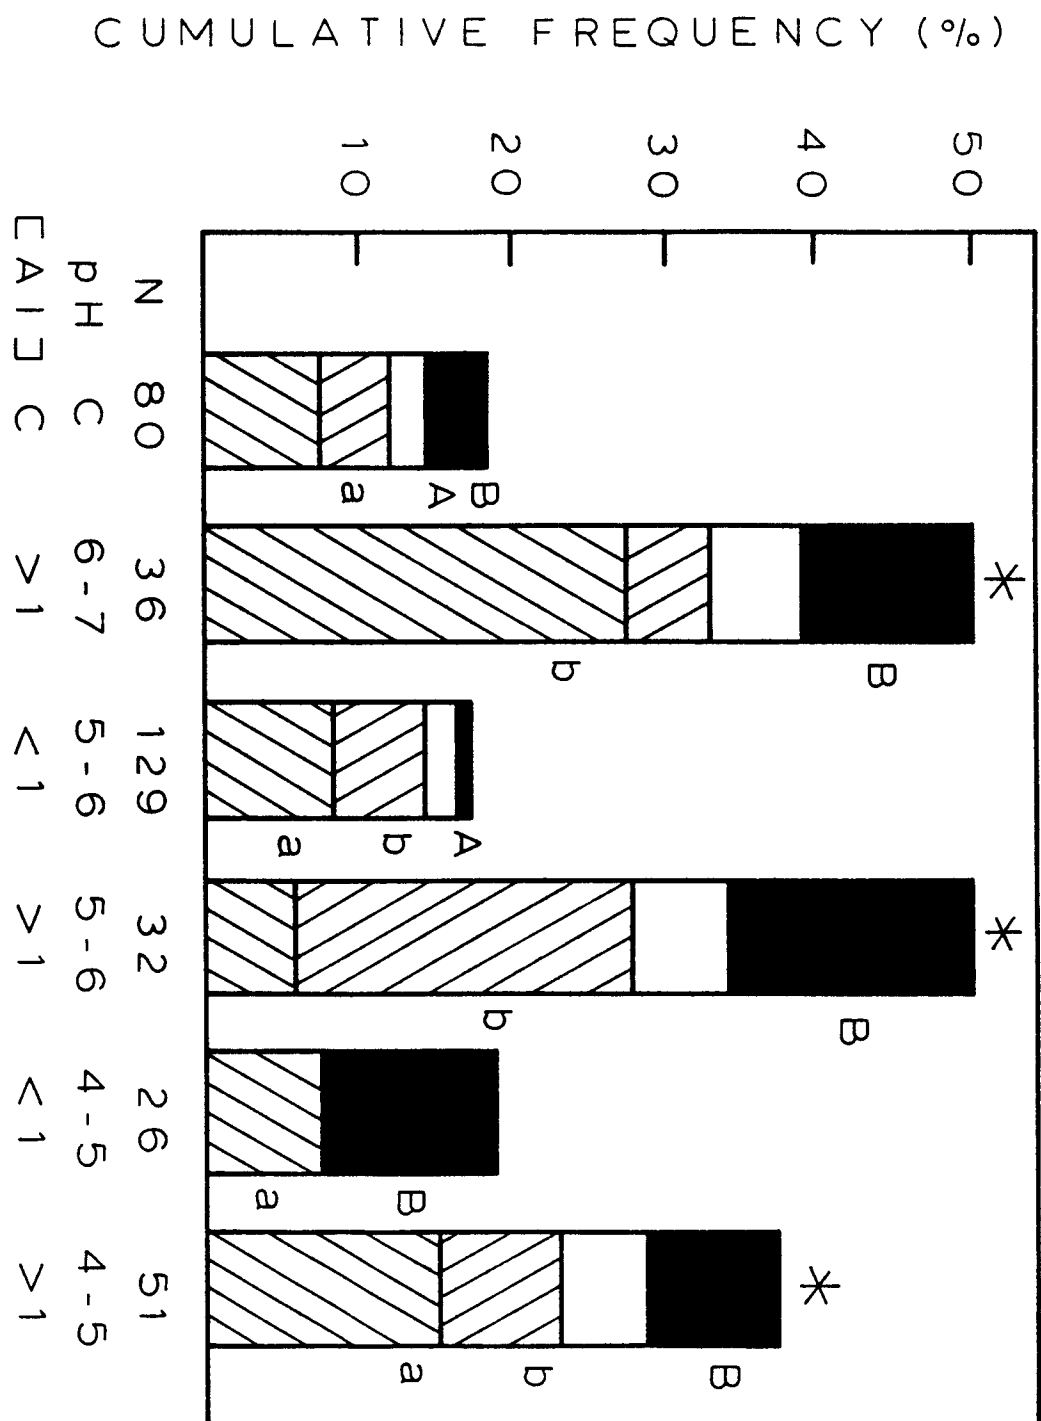 CUMULATIVE FREQUENCY (%)
50
40
30
20
10
* * *
B
A
a
B
b
A
b
a
B
b
B
a
B
b
a
N 80 36 129 32 26 51
pH C 6-7 5-6 5-6 4-5 4-5
[Al] C >1 <1 >1 <1 >1